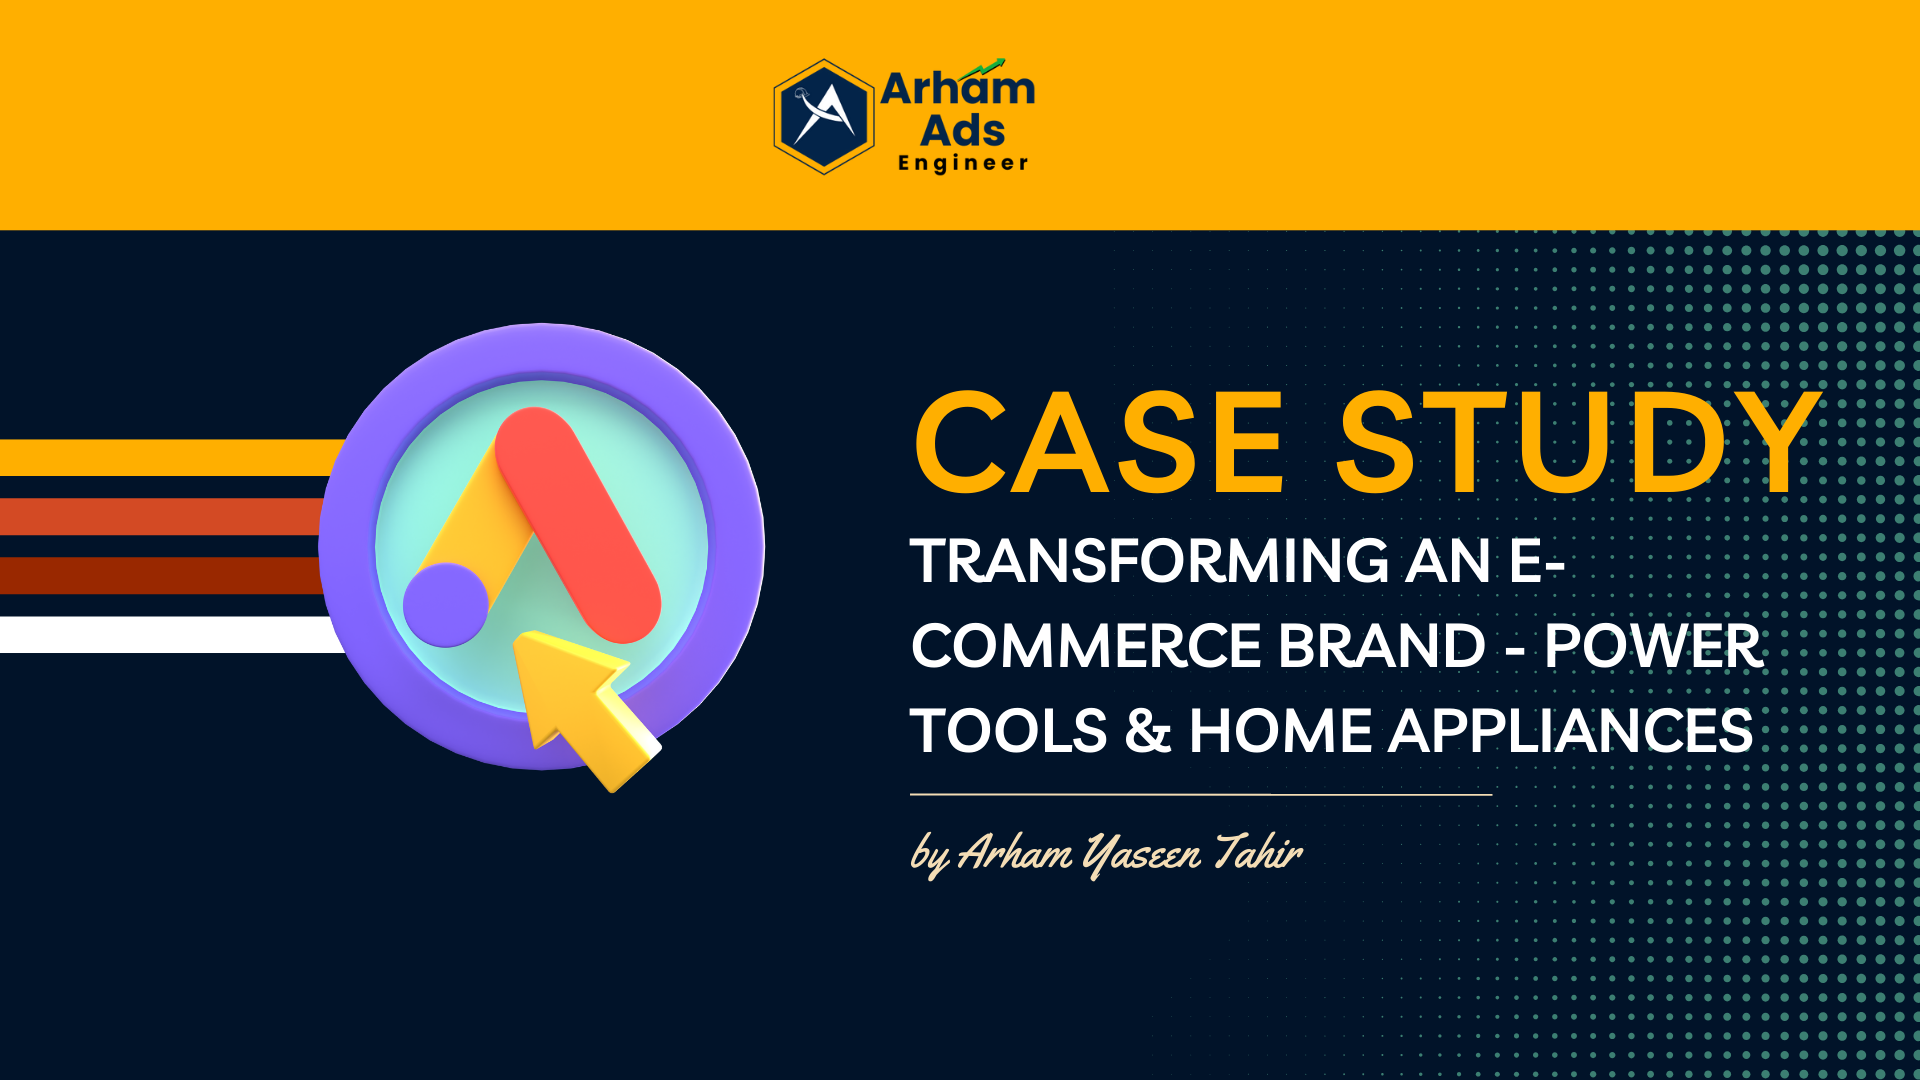 Arham
Ads
Engineer
CASE STUDY
TRANSFORMING AN E-
COMMERCE BRAND - POWER
TOOLS & HOME APPLIANCES
by Arham Yaseen Tahir